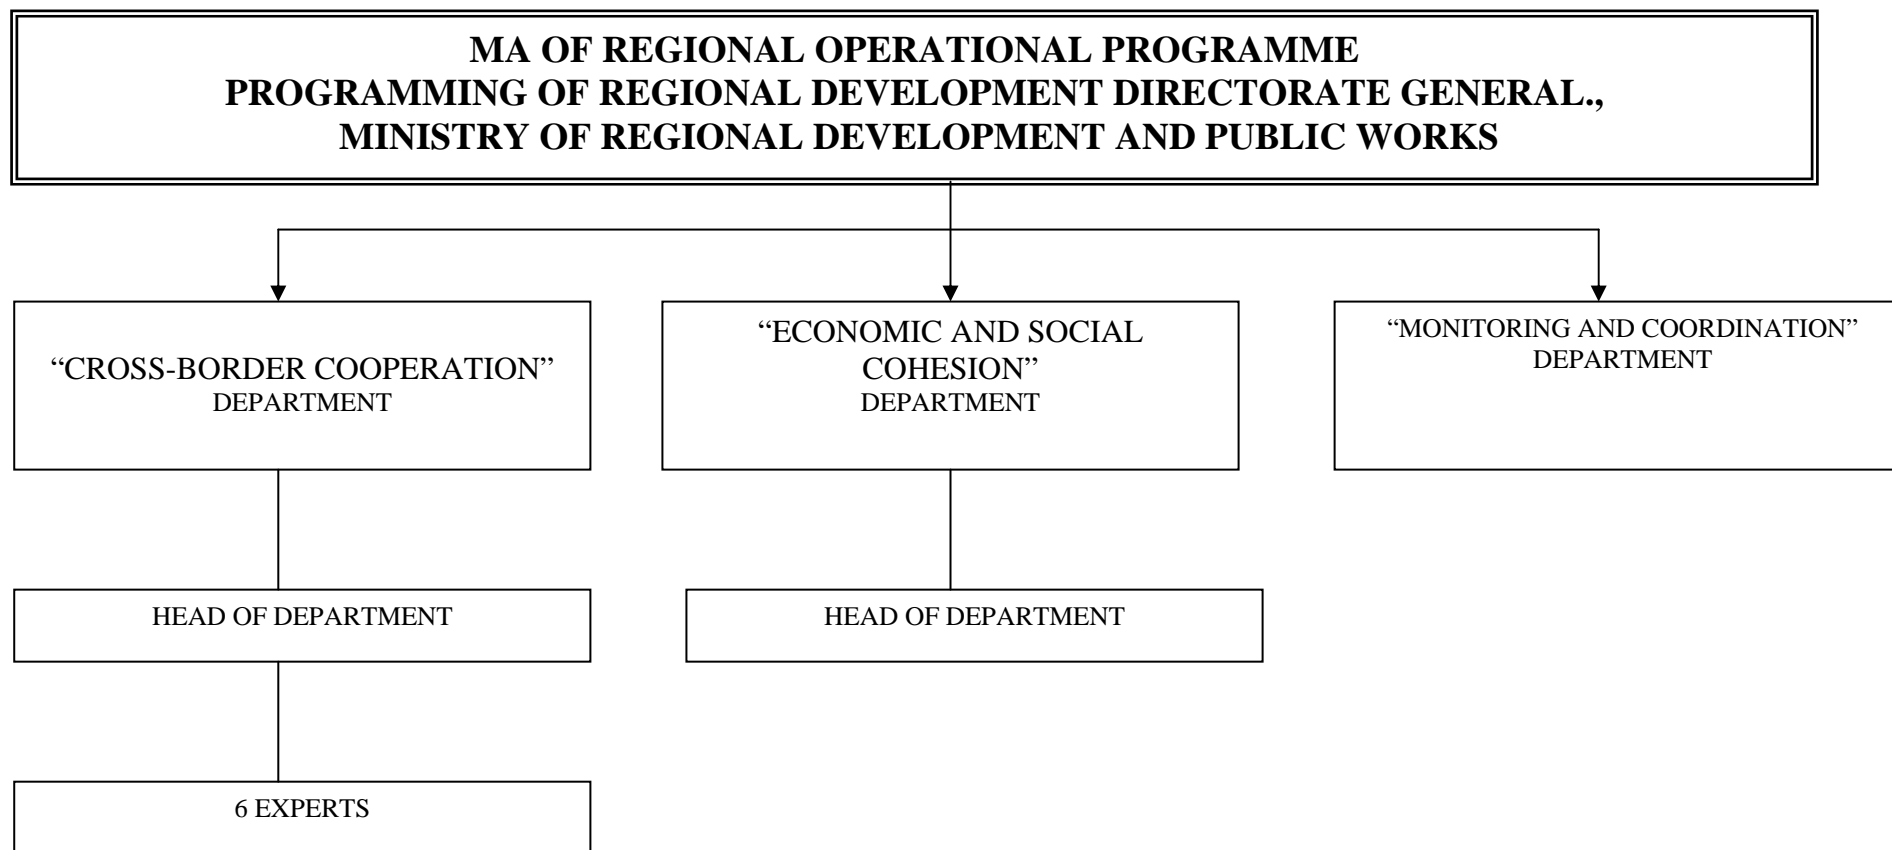 MA OF REGIONAL OPERATIONAL PROGRAMME
PROGRAMMING OF REGIONAL DEVELOPMENT DIRECTORATE GENERAL.,
MINISTRY OF REGIONAL DEVELOPMENT AND PUBLIC WORKS
“CROSS-BORDER COOPERATION”
DEPARTMENT
“ECONOMIC AND SOCIAL
COHESION”
DEPARTMENT
“MONITORING AND COORDINATION”
DEPARTMENT
HEAD OF DEPARTMENT
HEAD OF DEPARTMENT
6 EXPERTS